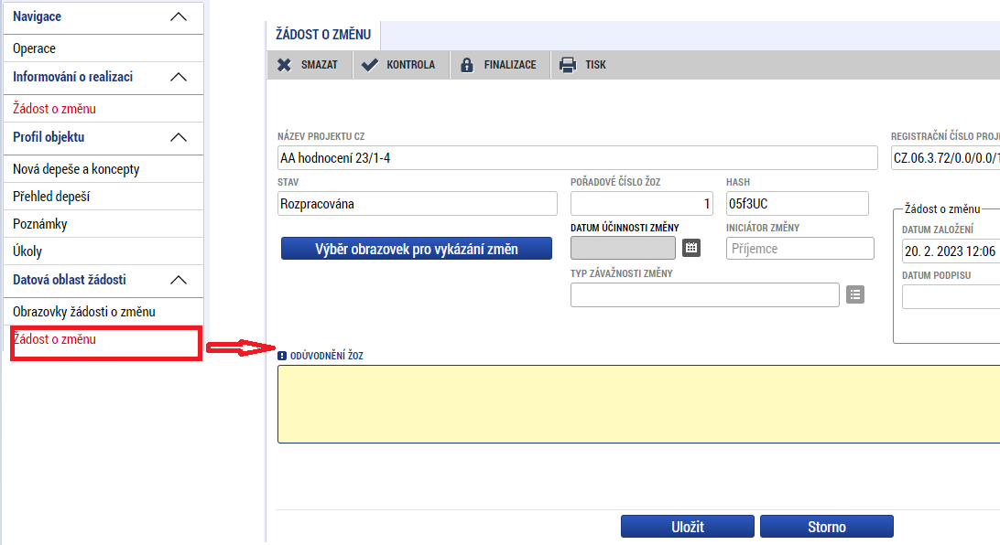 Navigace
Operace
Informování o realizaci
Žádost o změnu
Profil objektu
Nová depeše a koncepty
Přehled depeší
Poznámky
Úkoly
Datová oblast žádosti
Obrazovky žádosti o změnu
Žádost o změnu
ŽÁDOST O ZMĚNU
SMAZAT KONTROLA FINALIZACE TISK
NÁZEV PROJEKTU CZ
AA hodnocení 23/1-4
REGISTRAČNÍ ČÍSLO PROJ
CZ.06.3.72/0.0/0.0/1
STAV
Rozpracována
POŘADOVÉ ČÍSLO ŽOZ
1
HASH
05f3UC
Výběr obrazovek pro vykázání změn
DATUM ÚČINNOSTI ZMĚNY
INICIÁTOR ZMĚNY
Příjemce
TYP ZÁVAŽNOSTI ZMĚNY
Žádost o změnu
DATUM ZALOŽENÍ
20. 2. 2023 12:06
DATUM PODPISU
ODŮVODNĚNÍ ŽOZ
Uložit Storno